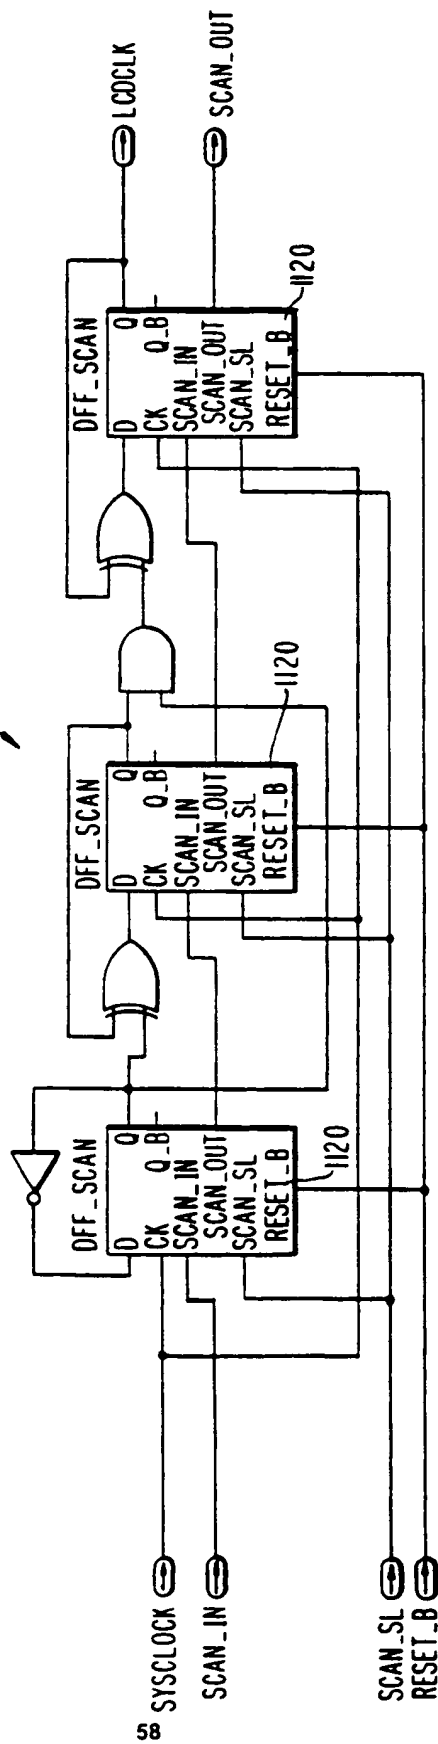 LCDCLK
SCAN_OUT
DFF_SCAN
D
Q
CK
Q_B
SCAN_IN
SCAN_OUT
SCAN_SL
RESET_B
1120
DFF_SCAN
D
Q
CK
Q_B
SCAN_IN
SCAN_OUT
SCAN_SL
RESET_B
1120
DFF_SCAN
D
Q
CK
Q_B
SCAN_IN
SCAN_OUT
SCAN_SL
RESET_B
1120
SYSCLOCK
SCAN_IN
SCAN_SL
RESET_B
58